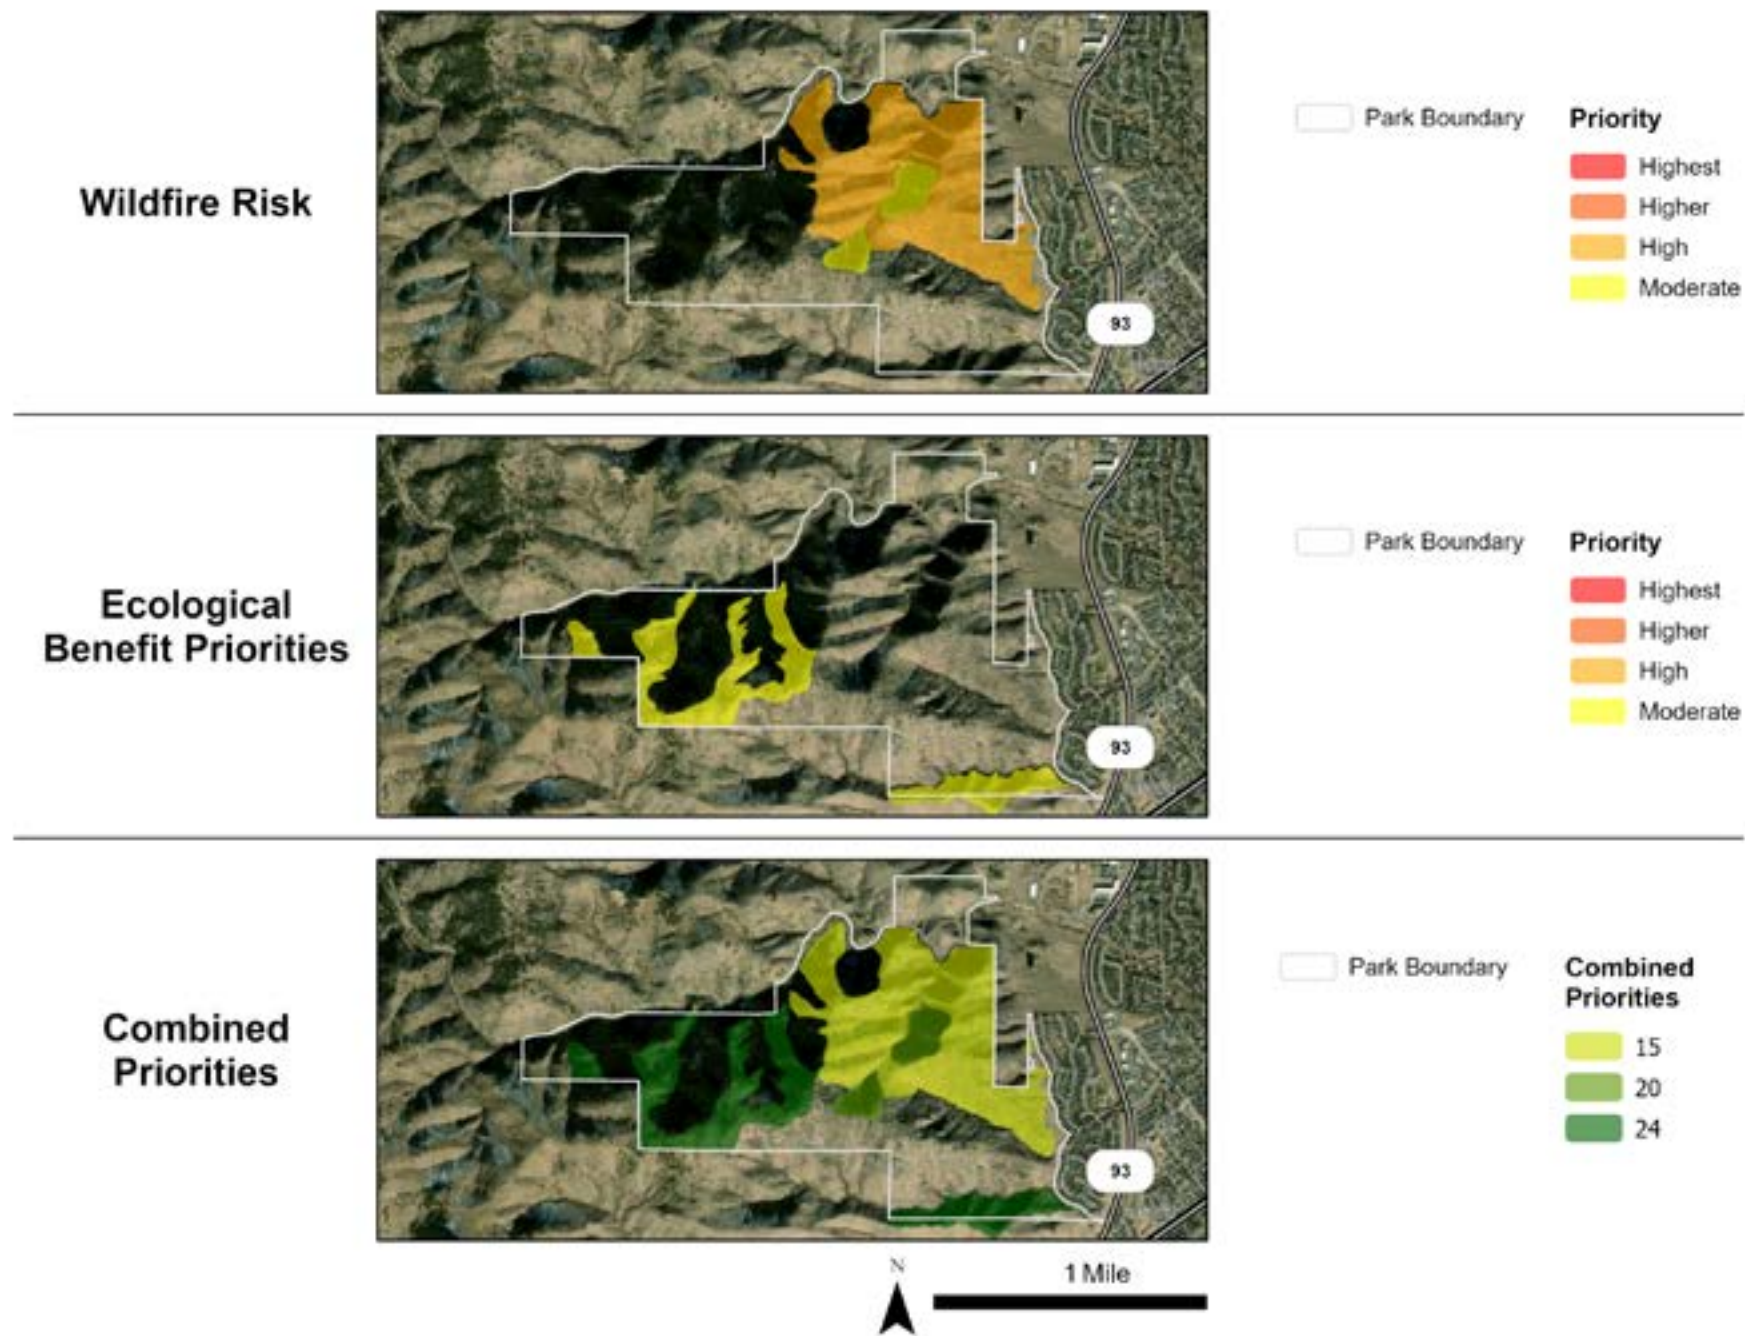 Wildfire Risk
93
Park Boundary
Priority
Highest
Higher
High
Moderate
Ecological
Benefit Priorities
93
Park Boundary
Priority
Highest
Higher
High
Moderate
Combined
Priorities
93
Park Boundary
Combined
Priorities
15
20
24
N
1 Mile